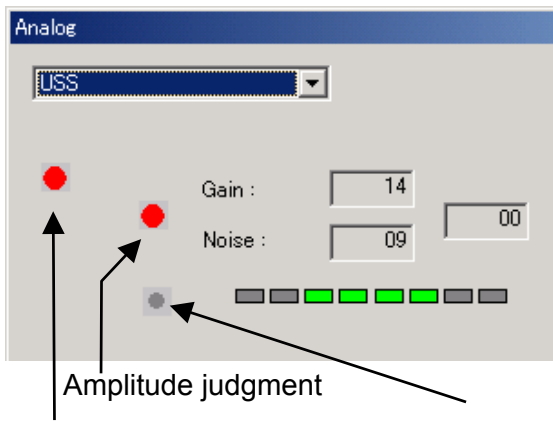 Analog
USS
Gain : 14
00
Noise : 09
Amplitude judgment